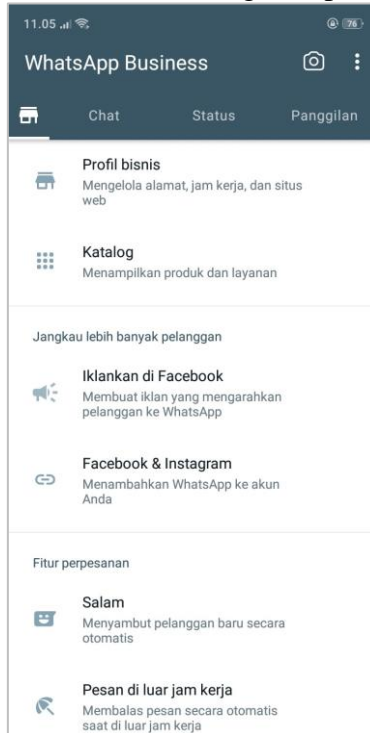 11.05
76
WhatsApp Business
Chat Status Panggilan
Profil bisnis
Mengelola alamat, jam kerja, dan situs
web
Katalog
Menampilkan produk dan layanan
Jangkau lebih banyak pelanggan
Iklankan di Facebook
Membuat iklan yang mengarahkan
pelanggan ke WhatsApp
Facebook & Instagram
Menambahkan WhatsApp ke akun
Anda
Fitur perpesanan
Salam
Menyambut pelanggan baru secara
otomatis
Pesan di luar jam kerja
Membalas pesan secara otomatis
saat di luar jam kerja